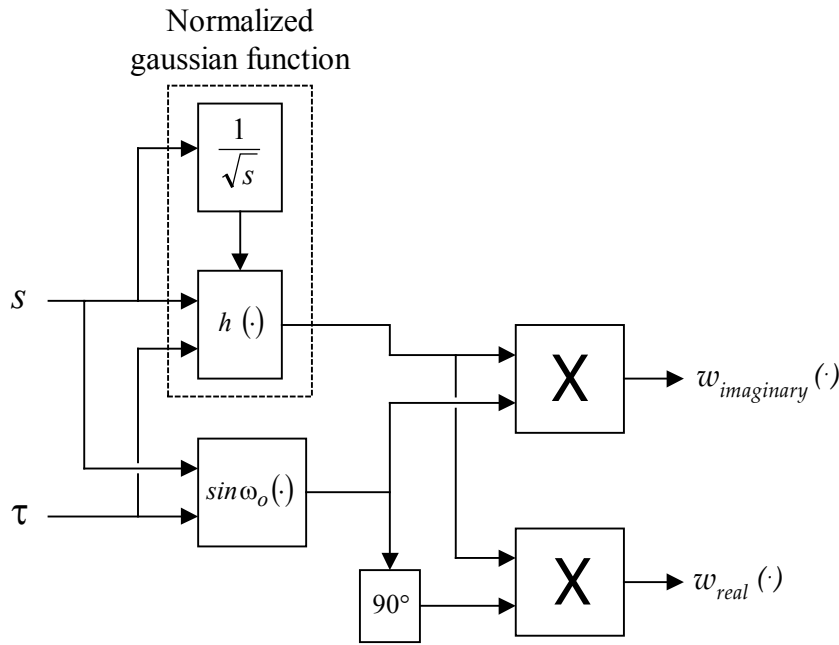 Normalized
gaussian function
1
√s
s
h (·)
X
w_imaginary (·)
sinω_o(·)
τ
90°
X
w_real (·)